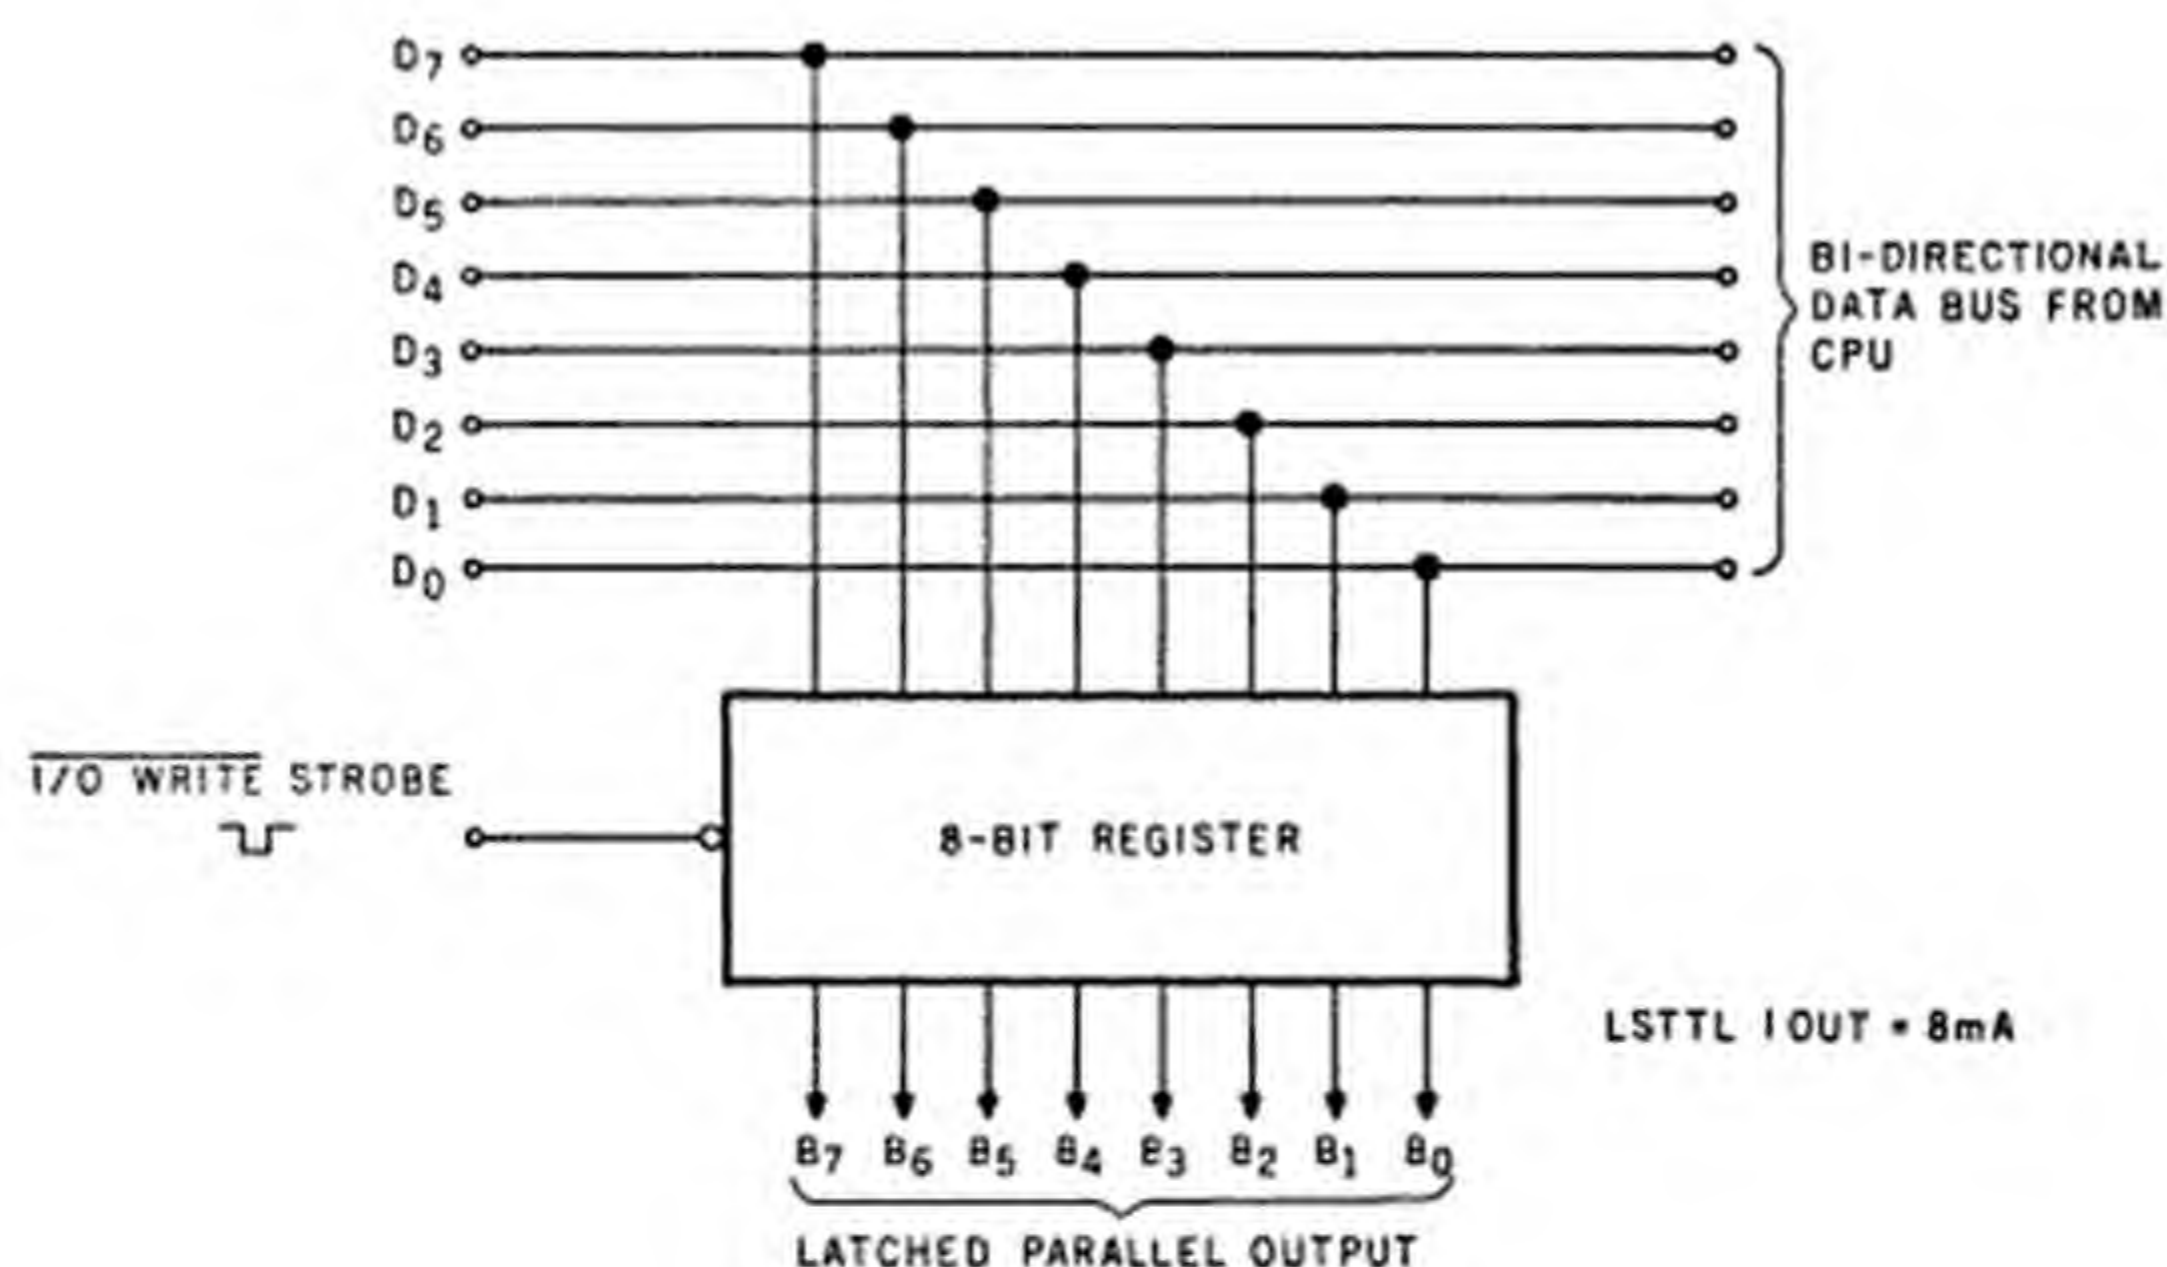 D7
D6
D5
D4
D3
D2
D1
D0
BI-DIRECTIONAL
DATA BUS FROM
CPU
I/O WRITE STROBE
8-BIT REGISTER
LSTTL I OUT = 8mA
B7 B6 B5 B4 B3 B2 B1 B0
LATCHED PARALLEL OUTPUT